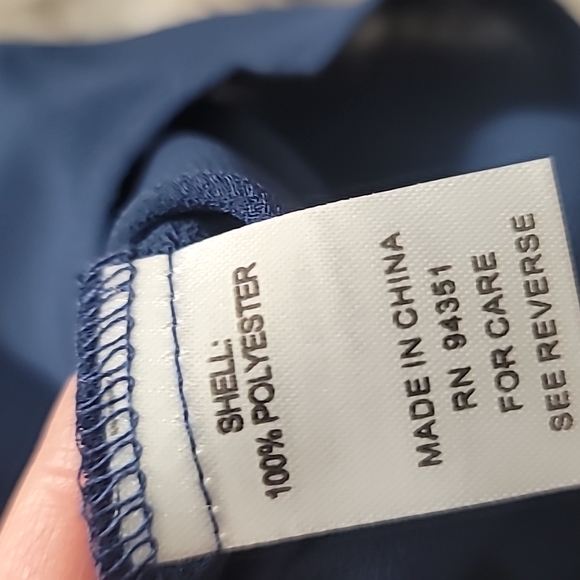 SHELL:
100% POLYESTER
MADE IN CHINA
RN 94351
FOR CARE
SEE REVERSE